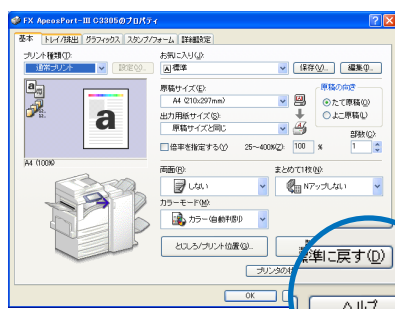 FX ApeosPort-III C3305のプロパティ
基本 トレイ/排出 グラフィックス スタンプ/フォーム 詳細設定
プリント種類(T): お気に入り(J):
通常プリント 設定(G)... 標準 保存(V)... 編集(I)...
原稿サイズ(E): 原稿の向き
a A4 (210x297mm) たて原稿(Q)
出力用紙サイズ(S): よこ原稿(L)
原稿サイズと同じ 部数(C):
倍率を指定する(Y) 25～400%(Z): 100 % 1
A4 (100%)
両面(R): まとめて1枚(N):
しない Nアップしない
カラーモード(M):
カラー(自動判別)
とじしろ/プリント位置(Q)...
標準に戻す(D)
プリンタの状
OK
ヘルプ